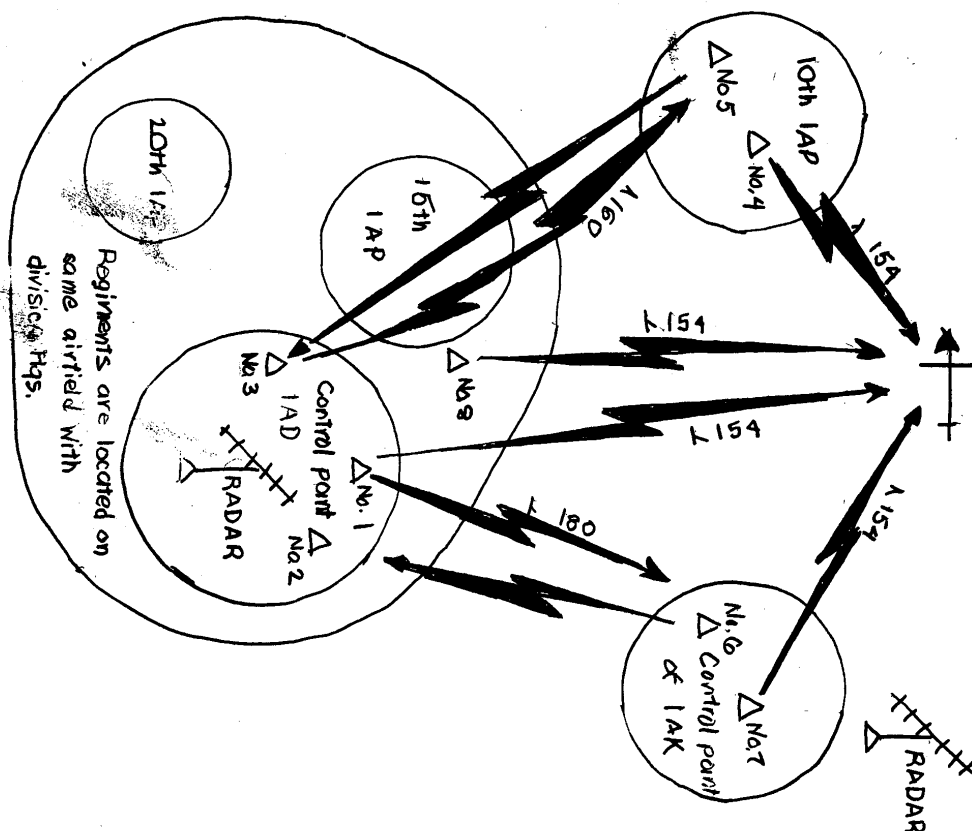 RADAR
λ 154
λ 154
λ 154
λ 154
10th IAP
No.4
No.5
No.7
No.6 Control point
of IAK
λ 160
λ 180
No 8
15th
IAP
No.1
No.2
Control point
IAD
No.3
RADAR
20th IAP
Regiments are located on
same airfield with
division Hqs.